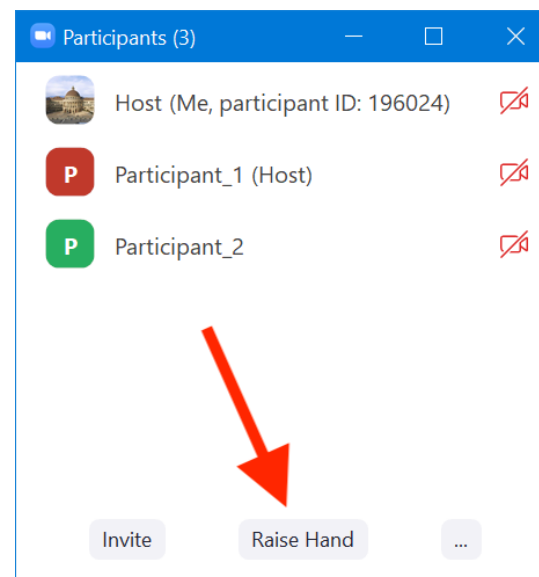 Participants (3)
Host (Me, participant ID: 196024)
P Participant_1 (Host)
P Participant_2
Invite Raise Hand ...